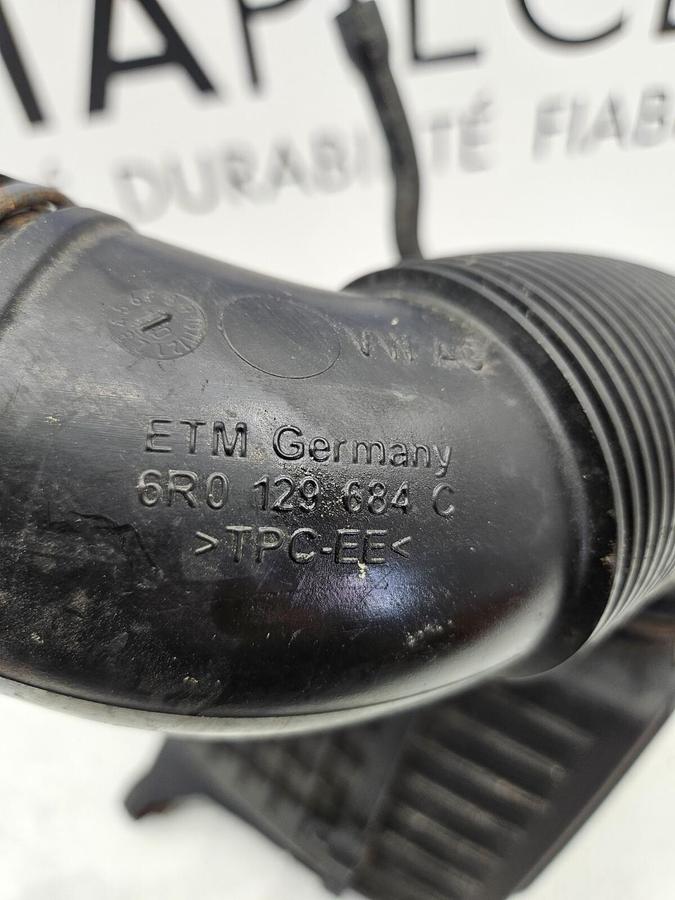 DURABILITÉ FIAB
ETM Germany
6R0 129 684 C
>TPC-EE<